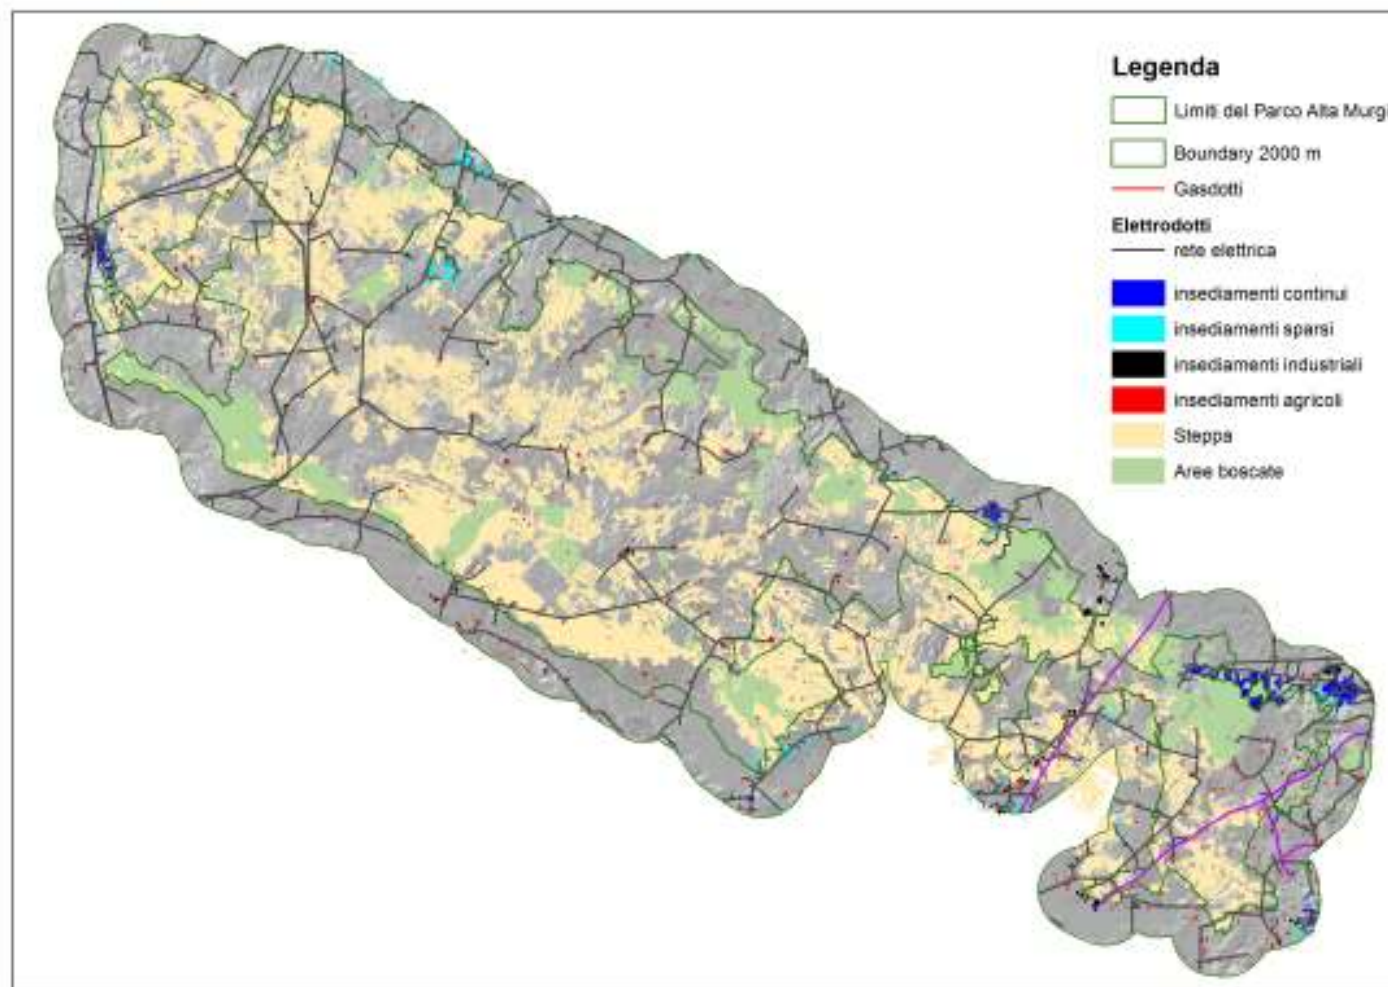 Legenda
Limiti del Parco Alta Murgi
Boundary 2000 m
Gasdotti
Elettrodotti
rete elettrica
insediamenti continui
insediamenti sparsi
insediamenti industriali
insediamenti agricoli
Steppa
Aree boscate